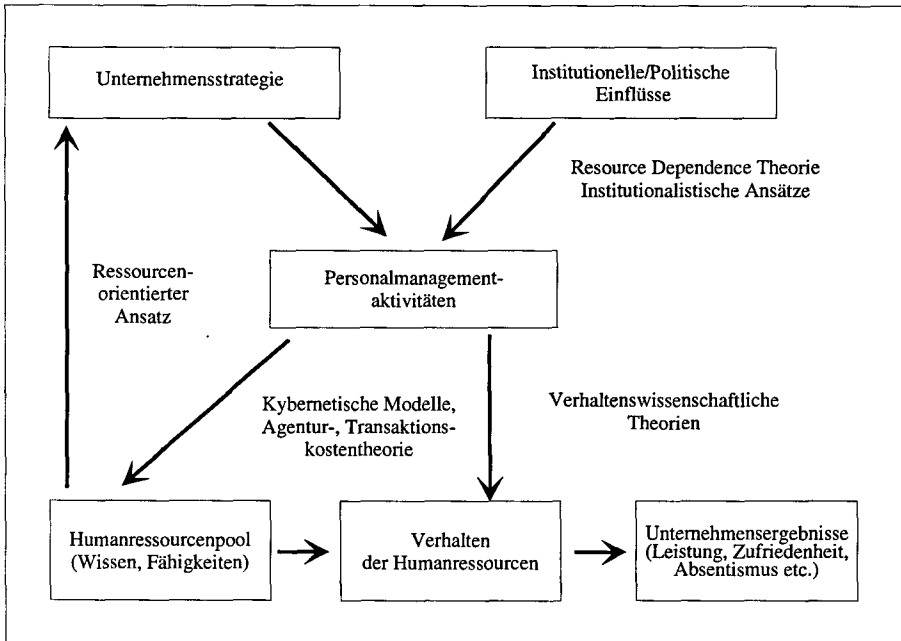 Unternehmensstrategie
Institutionelle/Politische
Einflüsse
Resource Dependence Theorie
Institutionalistische Ansätze
Ressourcen-
orientierter
Ansatz
Personalmanagement-
aktivitäten
Kybernetische Modelle,
Agentur-, Transaktions-
kostentheorie
Verhaltenswissenschaftliche
Theorien
Humanressourcenpool
(Wissen, Fähigkeiten)
Verhalten
der Humanressourcen
Unternehmensergebnisse
(Leistung, Zufriedenheit,
Absentismus etc.)